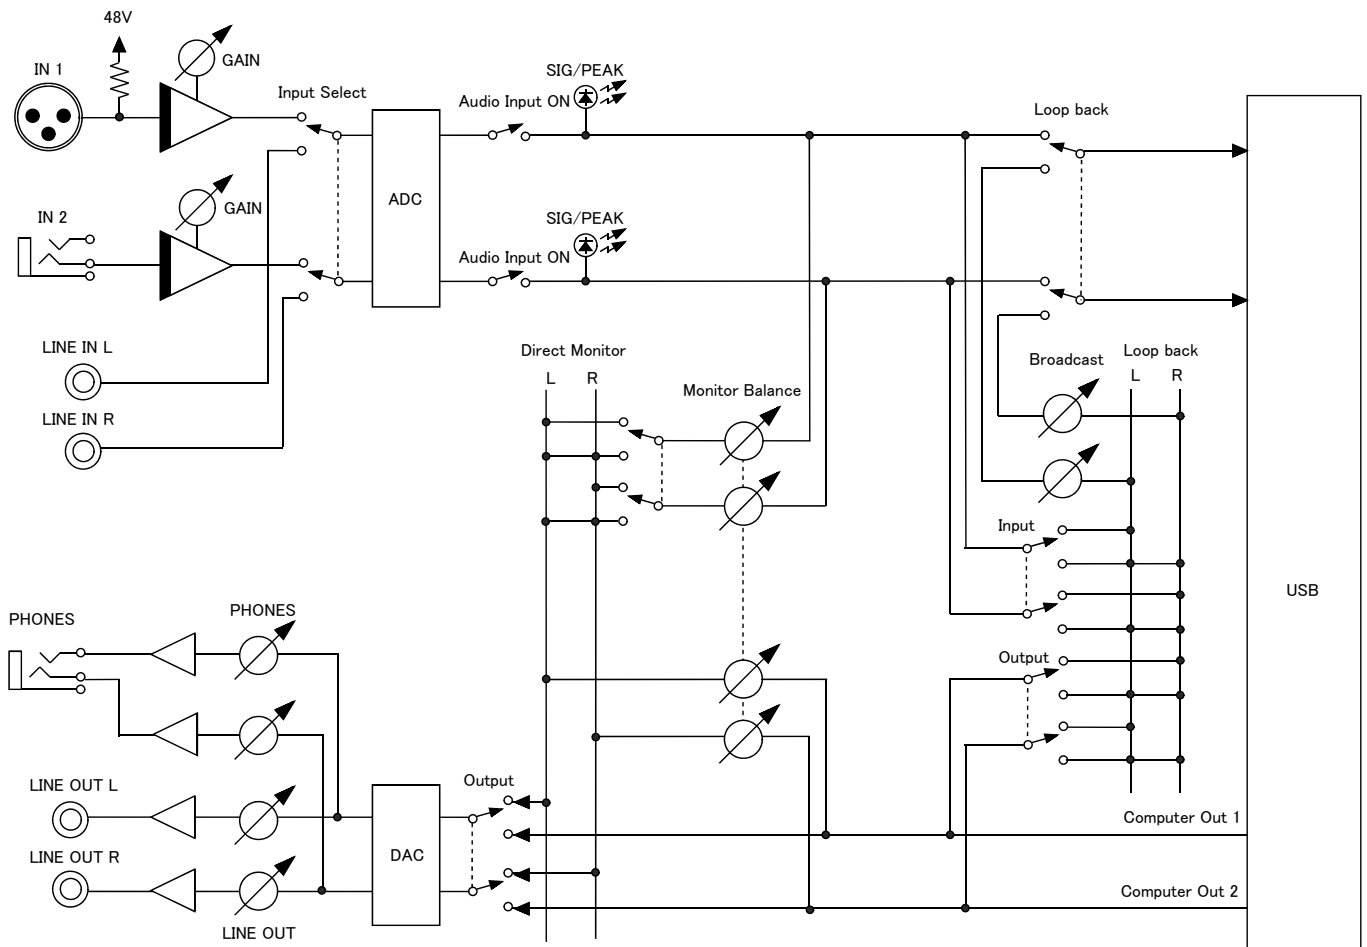 48V
IN 1
GAIN
Input Select
SIG/PEAK
Audio Input ON
Loop back
ADC
IN 2
GAIN
SIG/PEAK
Audio Input ON
LINE IN L
LINE IN R
Direct Monitor
L R
Monitor Balance
Broadcast
Loop back
L R
Input
USB
PHONES
PHONES
Output
LINE OUT L
Output
Computer Out 1
LINE OUT R
DAC
Computer Out 2
LINE OUT